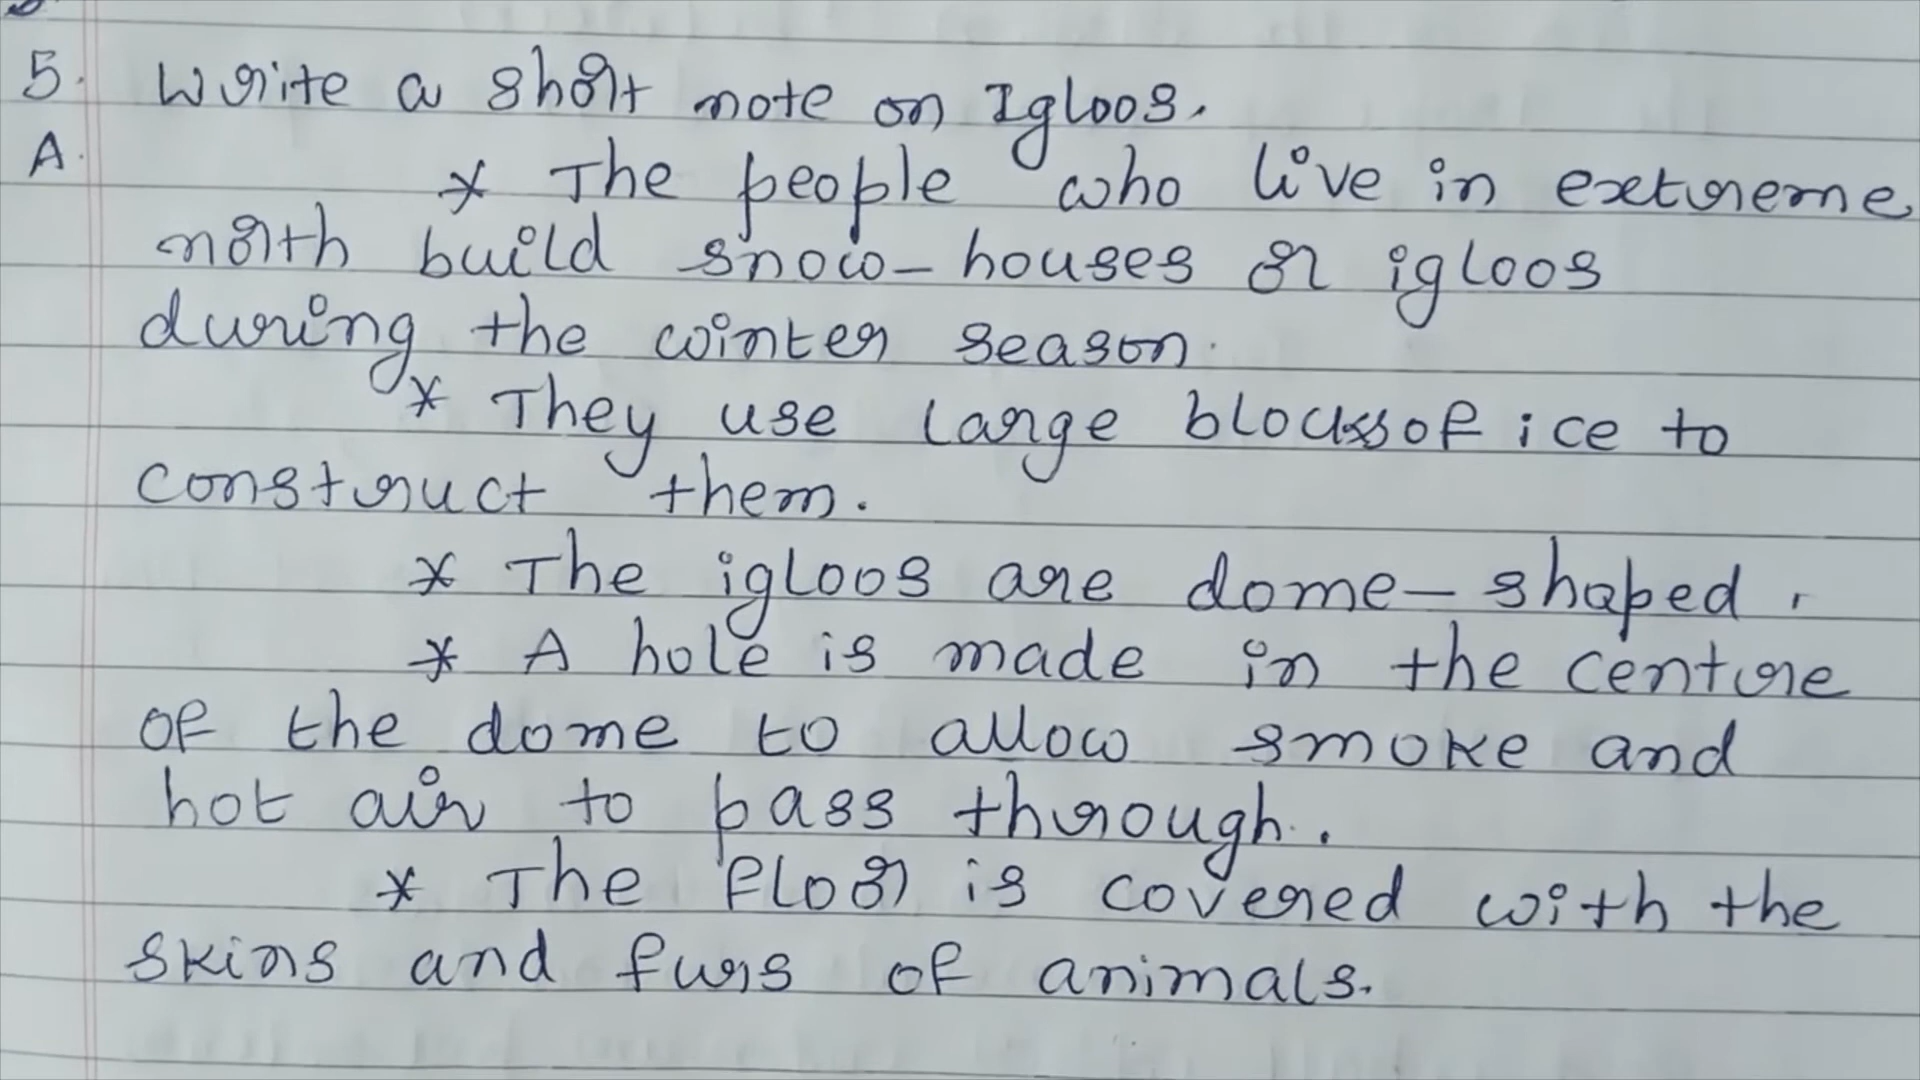 5. Write a short note on Igloos.
A. * The people who live in extreme
north build snow-houses or igloos
during the winter season.
* They use large blocks of ice to
construct them.
* The igloos are dome-shaped.
* A hole is made in the centre
of the dome to allow smoke and
hot air to pass through.
* The floor is covered with the
skins and furs of animals.